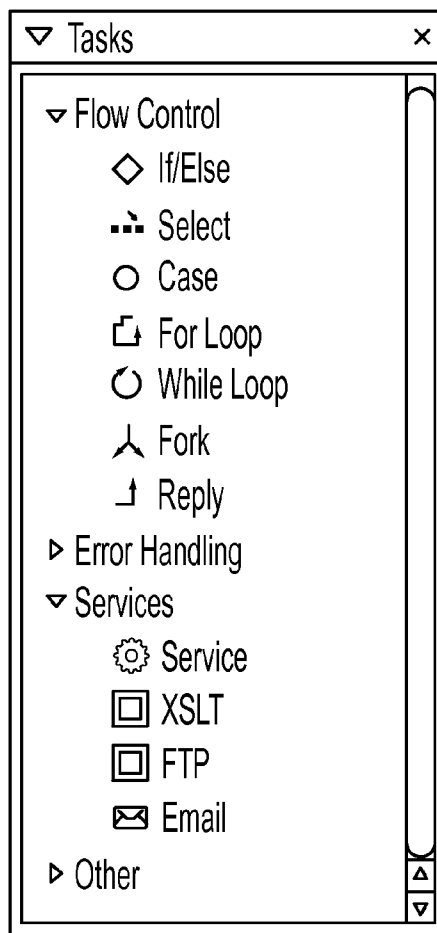 Tasks
Flow Control
If/Else
Select
Case
For Loop
While Loop
Fork
Reply
Error Handling
Services
Service
XSLT
FTP
Email
Other